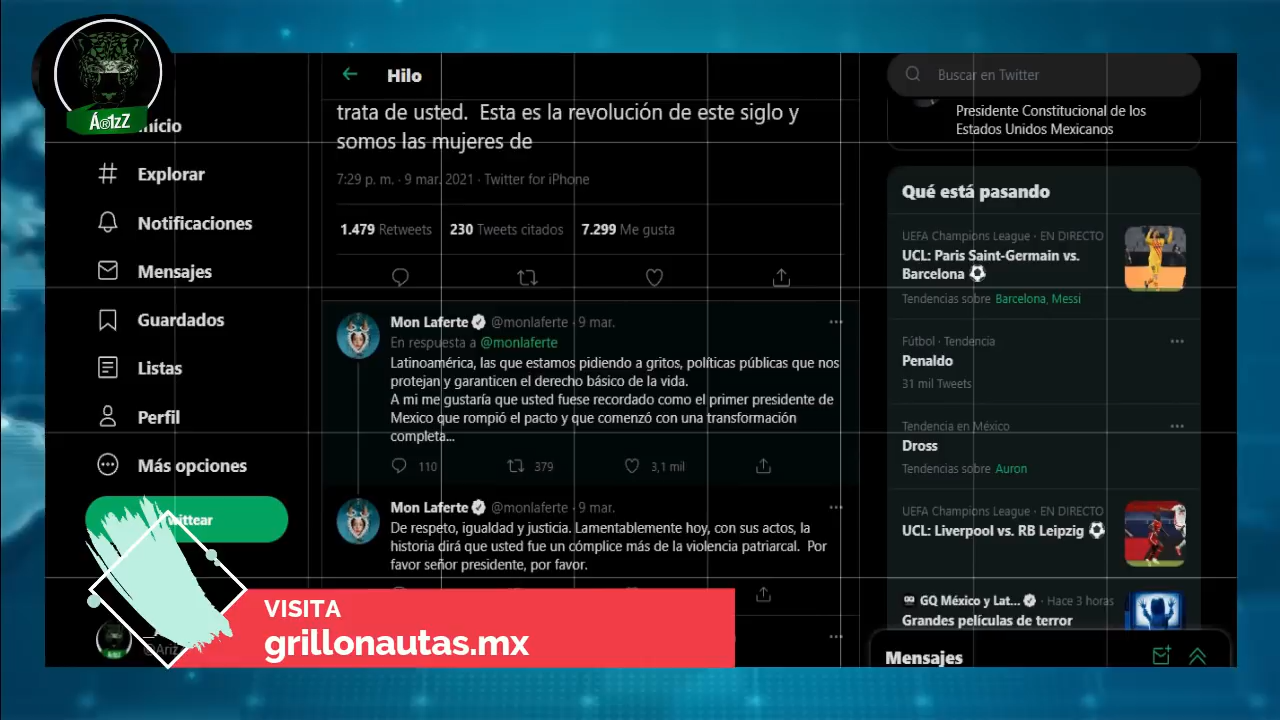 Á®1zZ
Inicio
Explorar
Notificaciones
Mensajes
Guardados
Listas
Perfil
Más opciones
wittear
Hilo
trata de usted. Esta es la revolución de este siglo y
somos las mujeres de
7:29 p. m. · 9 mar. 2021 · Twitter for iPhone
1.479 Retweets 230 Tweets citados 7.299 Me gusta
Mon Laferte @monlaferte · 9 mar.
En respuesta a @monlaferte
Latinoamérica, las que estamos pidiendo a gritos, políticas públicas que nos
protejan y garanticen el derecho básico de la vida.
A mi me gustaría que usted fuese recordado como el primer presidente de
Mexico que rompió el pacto y que comenzó con una transformación
completa...
110 379 3,1 mil
Mon Laferte @monlaferte · 9 mar.
De respeto, igualdad y justicia. Lamentablemente hoy, con sus actos, la
historia dirá que usted fue un cómplice más de la violencia patriarcal. Por
favor señor presidente, por favor.
Buscar en Twitter
Presidente Constitucional de los
Estados Unidos Mexicanos
Qué está pasando
UEFA Champions League · EN DIRECTO
UCL: Paris Saint-Germain vs.
Barcelona
Tendencias sobre Barcelona, Messi
Fútbol · Tendencia
Penaldo
31 mil Tweets
Tendencia en México
Dross
Tendencias sobre Auron
UEFA Champions League · EN DIRECTO
UCL: Liverpool vs. RB Leipzig
GQ México y Lat... · Hace 3 horas
Grandes películas de terror
Mensajes
VISITA
grillonautas.mx